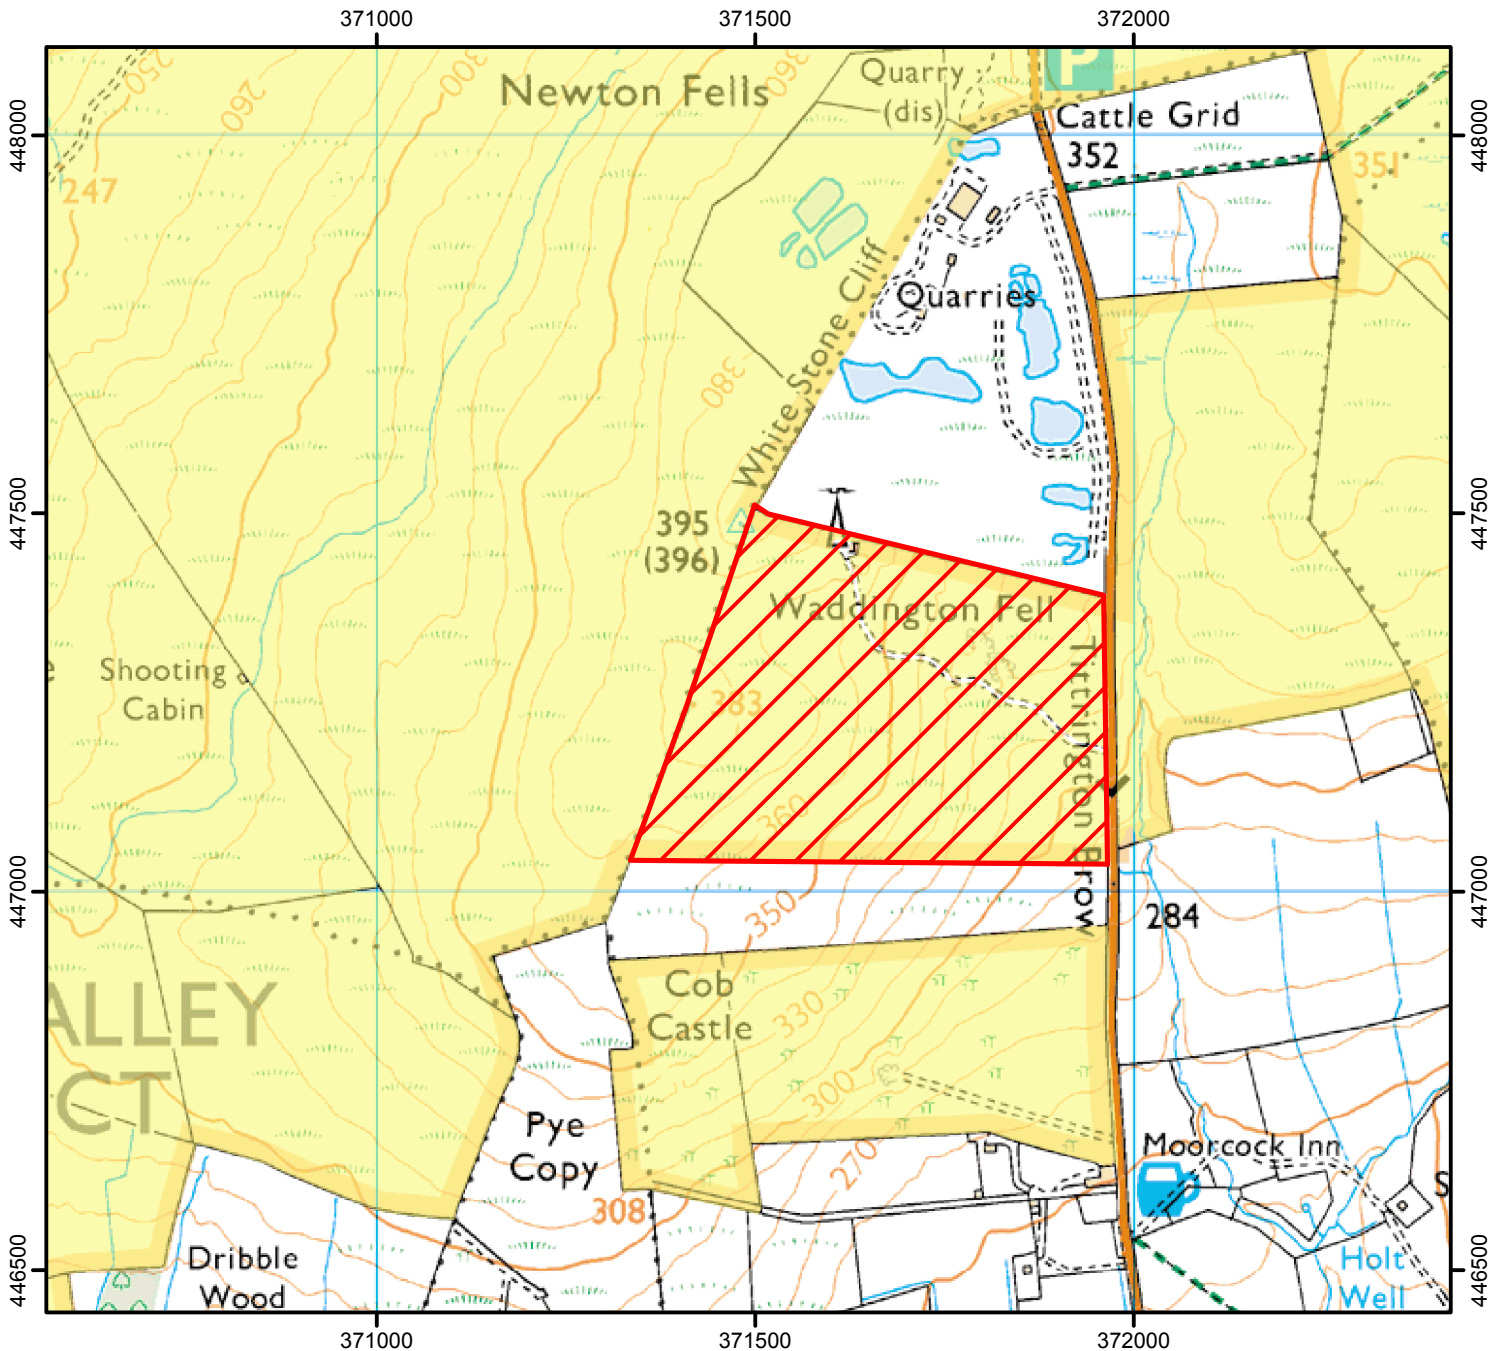 371000
371500
372000
250
260
300
360
Newton Fells
Quarry
(dis)
P
Cattle Grid
352
448000
448000
351
247
White Stone Cliff
Quarries
380
447500
447500
395
(396)
Waddington Fell
Tittrington Brow
Shooting
Cabin
e
383
360
447000
447000
350
284
Cob
Castle
330
ALLEY
CT
300
Pye
Copy
270
Moorcock Inn
S
308
Dribble
Wood
Holt
Well
446500
446500
371000
371500
372000